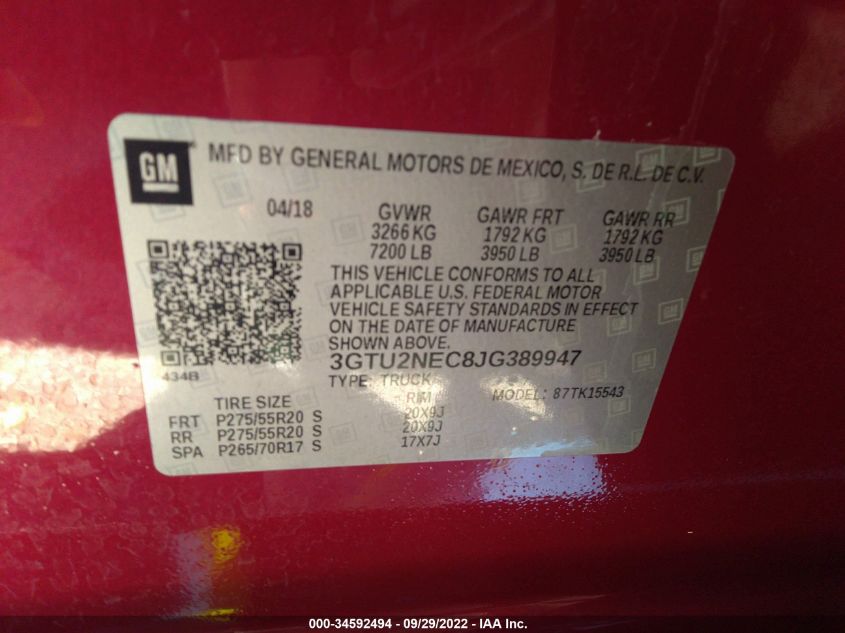 GM MFD BY GENERAL MOTORS DE MEXICO, S. DE R.L. DE C.V.
04/18 GVWR GAWR FRT GAWR RR
3266 KG 1792 KG 1792 KG
7200 LB 3950 LB 3950 LB
THIS VEHICLE CONFORMS TO ALL
APPLICABLE U.S. FEDERAL MOTOR
VEHICLE SAFETY STANDARDS IN EFFECT
ON THE DATE OF MANUFACTURE
SHOWN ABOVE.
434B 3GTU2NEC8JG389947
TYPE: TRUCK MODEL: 87TK15543
TIRE SIZE RIM
FRT P275/55R20 S 20X9J
RR P275/55R20 S 20X9J
SPA P265/70R17 S 17X7J
000-34592494 - 09/29/2022 - IAA Inc.